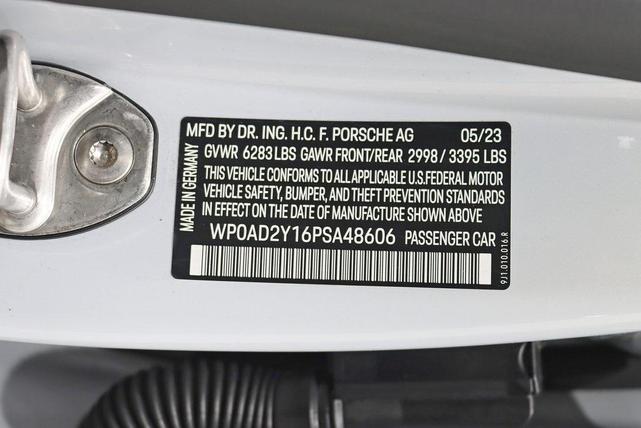 MFD BY DR. ING. H.C. F. PORSCHE AG 05/23
GVWR 6283 LBS GAWR FRONT/REAR 2998 / 3395 LBS
THIS VEHICLE CONFORMS TO ALL APPLICABLE U.S.FEDERAL MOTOR
VEHICLE SAFETY, BUMPER, AND THEFT PREVENTION STANDARDS
IN EFFECT ON THE DATE OF MANUFACTURE SHOWN ABOVE
WP0AD2Y16PSA48606 PASSENGER CAR
MADE IN GERMANY
9J1.010.016.R